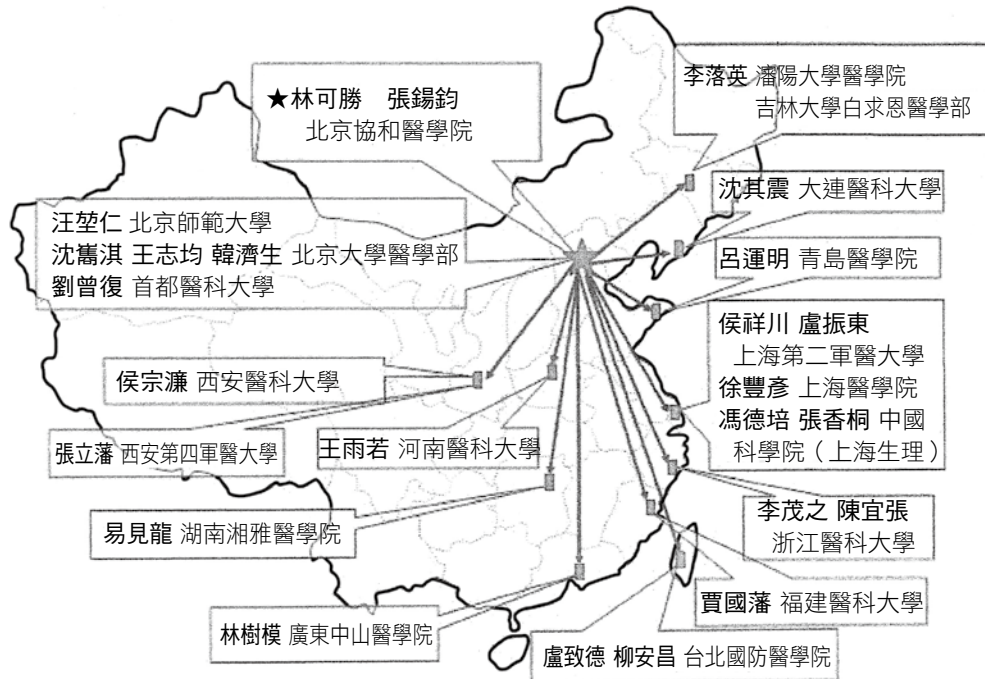 ★林可勝 張錫鈞
北京協和醫學院
李落英 瀋陽大學醫學院
吉林大學白求恩醫學部
沈其震 大連醫科大學
汪堃仁 北京師範大學
沈雋淇 王志均 韓濟生 北京大學醫學部
劉曾復 首都醫科大學
呂運明 青島醫學院
侯祥川 盧振東
上海第二軍醫大學
徐豐彥 上海醫學院
馮德培 張香桐 中國
科學院（上海生理）
侯宗濂 西安醫科大學
張立藩 西安第四軍醫大學
王雨若 河南醫科大學
易見龍 湖南湘雅醫學院
李茂之 陳宜張
浙江醫科大學
賈國藩 福建醫科大學
林樹模 廣東中山醫學院
盧致德 柳安昌 台北國防醫學院